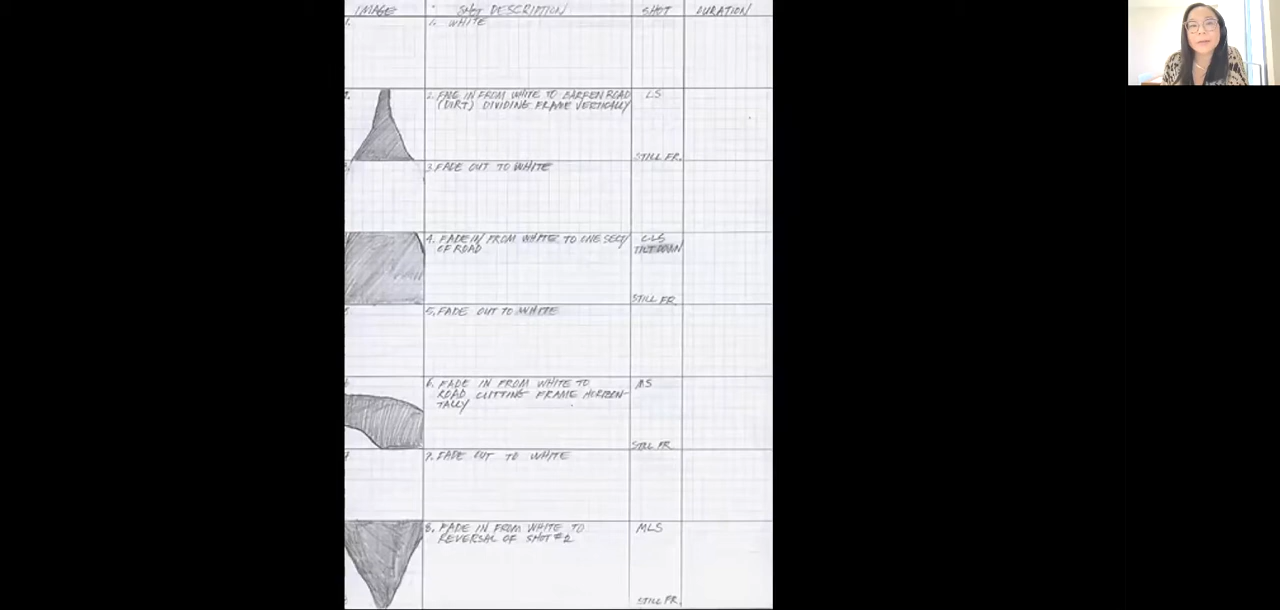 IMAGE SHOT DESCRIPTION SHOT DURATION
1. 1. WHITE
2. 2. FADE IN FROM WHITE TO BARREN ROAD LS
(DIRT) DIVIDING FRAME VERTICALLY
STILL FR.
3. FADE OUT TO WHITE
4. FADE IN FROM WHITE TO ONE SECT/
OF ROAD TILT DOWN
STILL FR
5. FADE OUT TO WHITE
6. FADE IN FROM WHITE TO MS
ROAD CUTTING FRAME HORIZON-
TALLY
STILL FR
7. FADE OUT TO WHITE
8. FADE IN FROM WHITE TO MLS
REVERSAL OF SHOT #2
STILL FR.